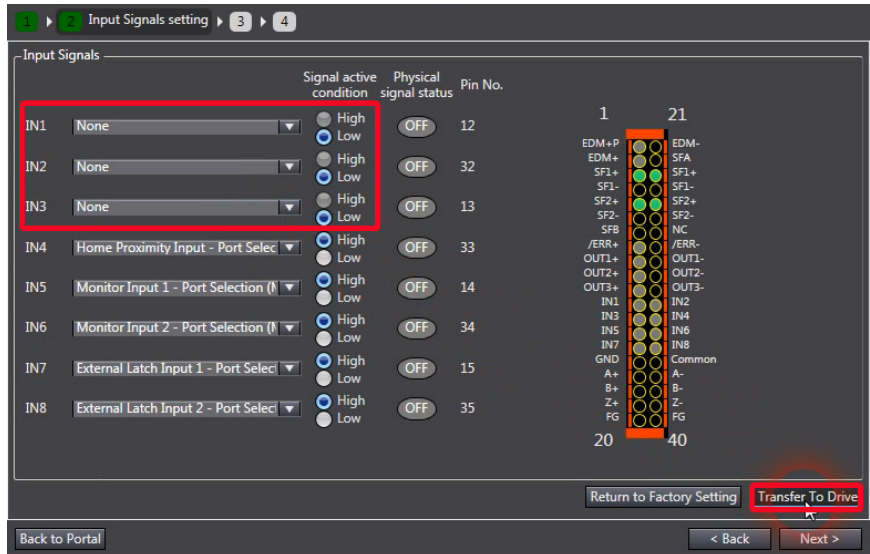 1 2 Input Signals setting 3 4
Input Signals
Signal active condition Physical signal status Pin No.
IN1 None High Low OFF 12
IN2 None High Low OFF 32
IN3 None High Low OFF 13
IN4 Home Proximity Input - Port Selec High Low OFF 33
IN5 Monitor Input 1 - Port Selection (M High Low OFF 14
IN6 Monitor Input 2 - Port Selection (M High Low OFF 34
IN7 External Latch Input 1 - Port Selec High Low OFF 15
IN8 External Latch Input 2 - Port Select High Low OFF 35
1 21
EDM+P EDM-
EDM+ SFA
SF1+ SF1+
SF1- SF1-
SF2+ SF2+
SF2- SF2-
SFB NC
/ERR+ /ERR-
OUT1+ OUT1-
OUT2+ OUT2-
OUT3+ OUT3-
IN1 IN2
IN3 IN4
IN5 IN6
IN7 IN8
GND Common
A+ A-
B+ B-
Z+ Z-
FG FG
20 40
Return to Factory Setting Transfer To Drive
Back to Portal < Back Next >